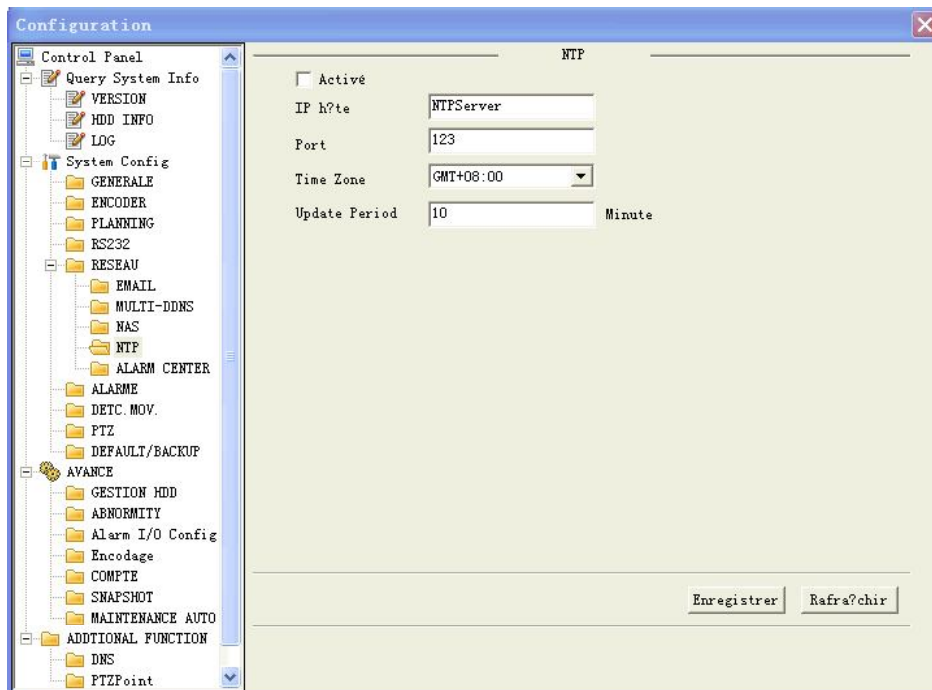 Configuration
Control Panel
Query System Info
VERSION
HDD INFO
LOG
System Config
GENERALE
ENCODER
PLANNING
RS232
RESEAU
EMAIL
MULTI-DDNS
NAS
NTP
ALARM CENTER
ALARME
DETC.MOV.
PTZ
DEFAULT/BACKUP
AVANCE
GESTION HDD
ABNORMITY
Alarm I/O Config
Encodage
COMPTE
SNAPSHOT
MAINTENANCE AUTO
ADDTIONAL FUNCTION
DNS
PTZPoint
NTP
Activé
IP h?te NTPServer
Port 123
Time Zone GMT+08:00
Update Period 10 Minute
Enregistrer Rafra?chir